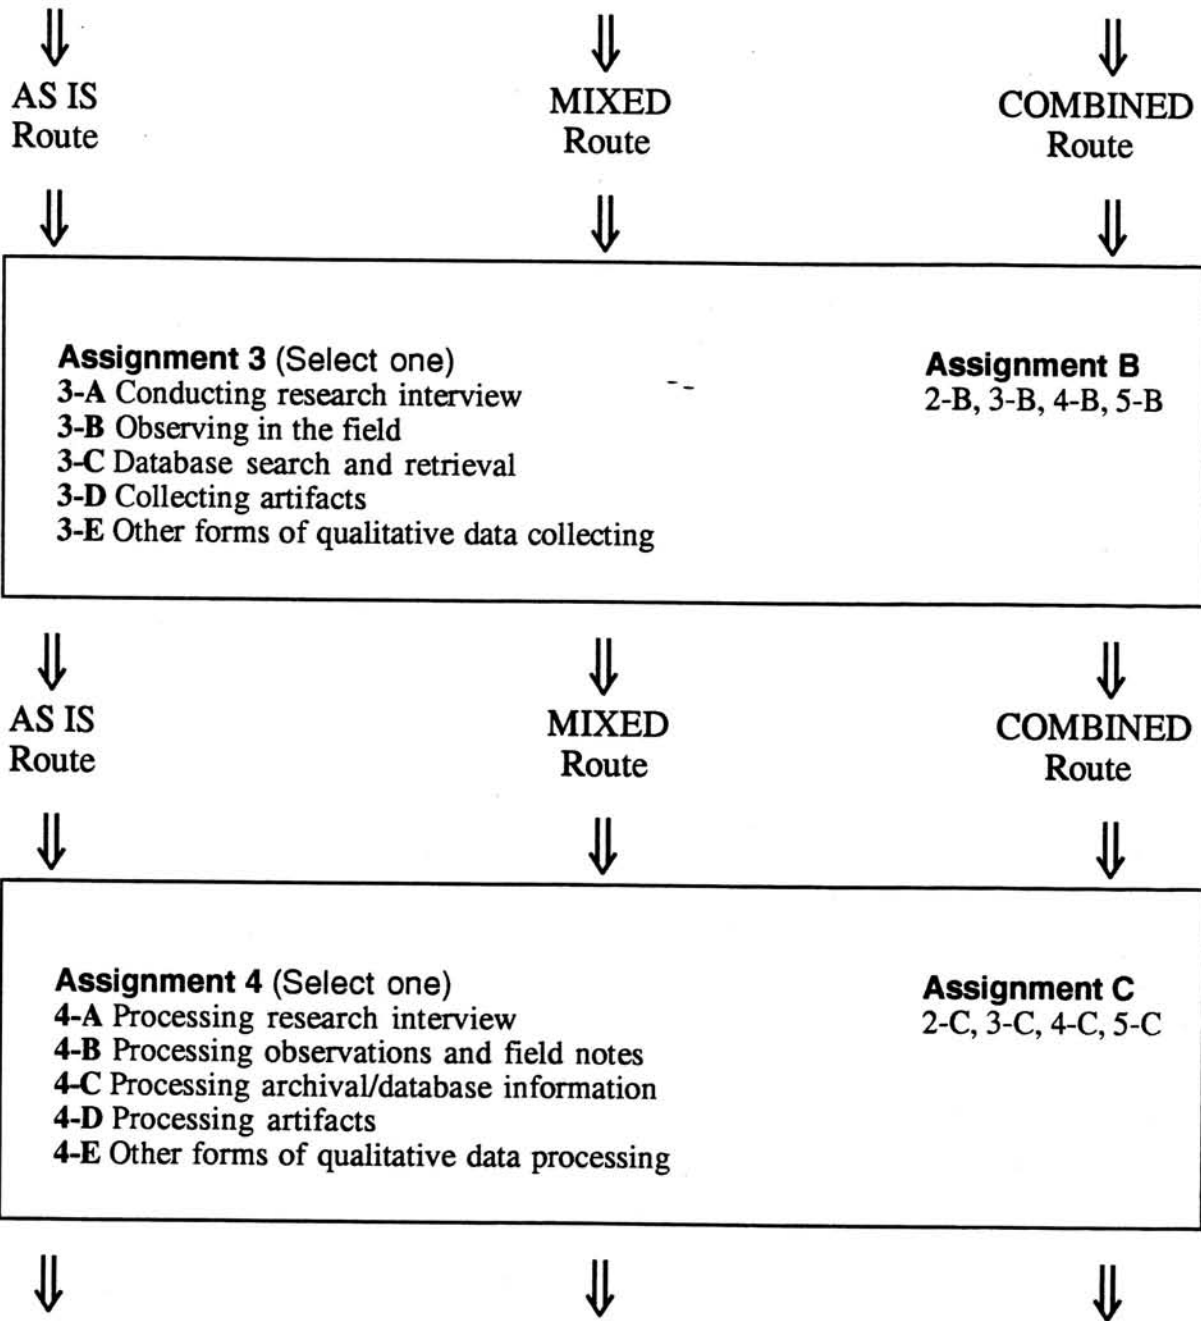 AS IS
Route
MIXED
Route
COMBINED
Route
Assignment 3 (Select one)
3-A Conducting research interview
3-B Observing in the field
3-C Database search and retrieval
3-D Collecting artifacts
3-E Other forms of qualitative data collecting
Assignment B
2-B, 3-B, 4-B, 5-B
AS IS
Route
MIXED
Route
COMBINED
Route
Assignment 4 (Select one)
4-A Processing research interview
4-B Processing observations and field notes
4-C Processing archival/database information
4-D Processing artifacts
4-E Other forms of qualitative data processing
Assignment C
2-C, 3-C, 4-C, 5-C